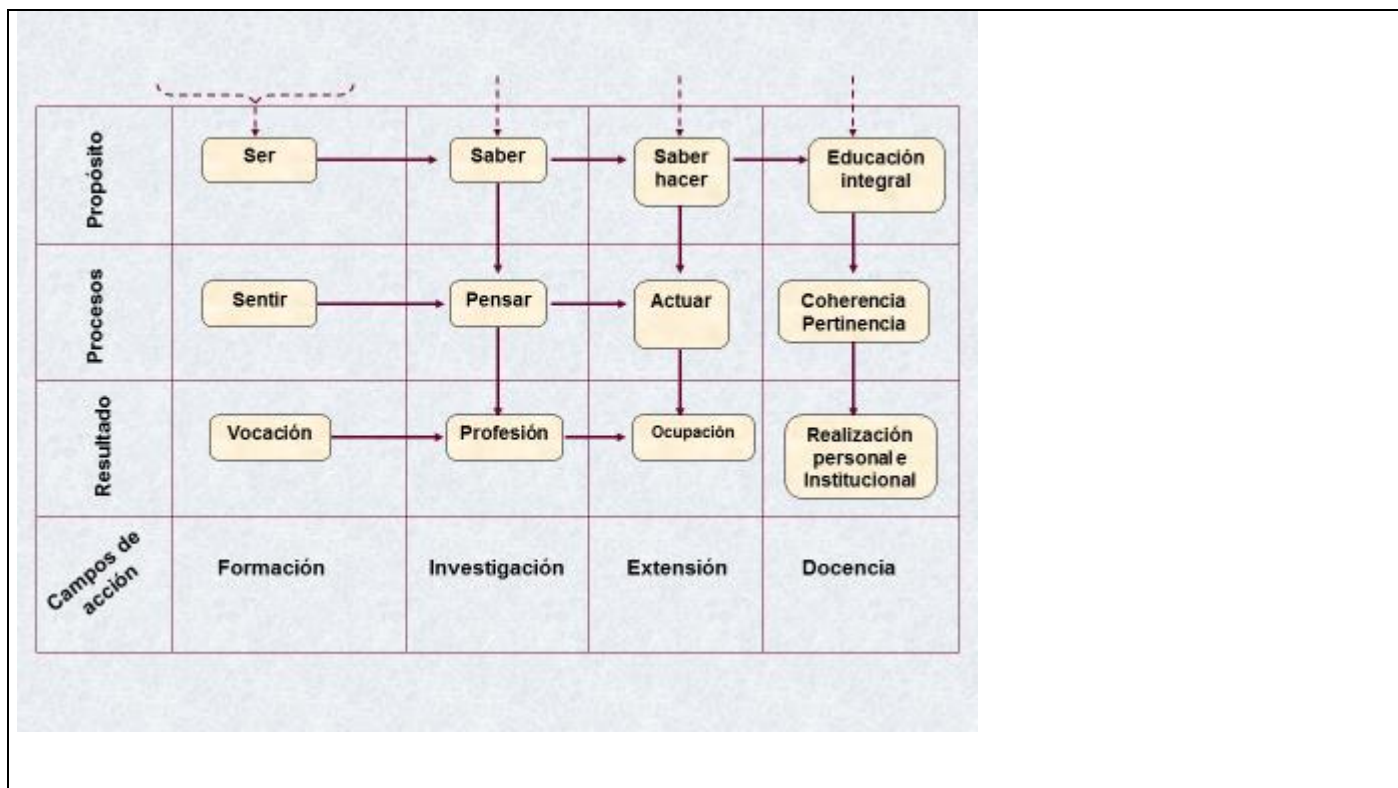 Propósito
Ser
Saber
Saber
hacer
Educación
integral
Procesos
Sentir
Pensar
Actuar
Coherencia
Pertinencia
Resultado
Vocación
Profesión
Ocupación
Realización
personal e
Institucional
Campos de
acción
Formación
Investigación
Extensión
Docencia